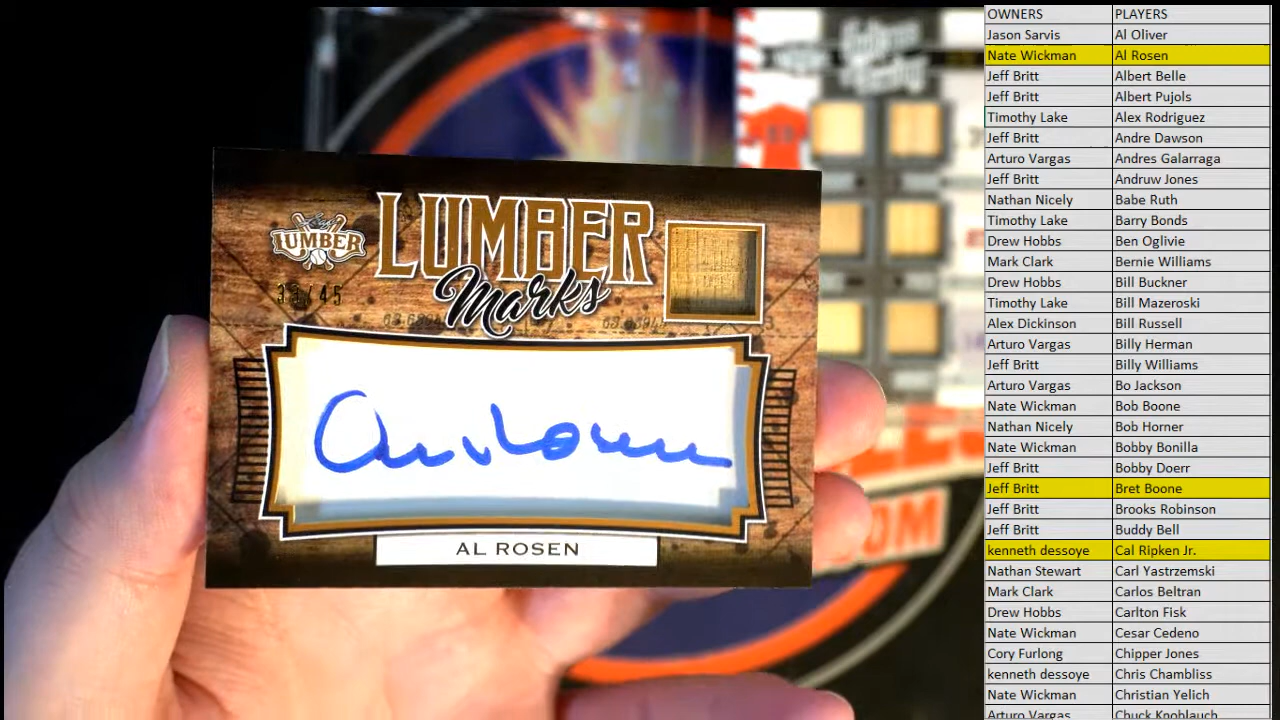 LUMBER
Marks
Leaf
LUMBER
/45
AL ROSEN
OM
OWNERS PLAYERS
Jason Sarvis Al Oliver
Nate Wickman Al Rosen
Jeff Britt Albert Belle
Jeff Britt Albert Pujols
Timothy Lake Alex Rodriguez
Jeff Britt Andre Dawson
Arturo Vargas Andres Galarraga
Jeff Britt Andruw Jones
Nathan Nicely Babe Ruth
Timothy Lake Barry Bonds
Drew Hobbs Ben Oglivie
Mark Clark Bernie Williams
Drew Hobbs Bill Buckner
Timothy Lake Bill Mazeroski
Alex Dickinson Bill Russell
Arturo Vargas Billy Herman
Jeff Britt Billy Williams
Arturo Vargas Bo Jackson
Nate Wickman Bob Boone
Nathan Nicely Bob Horner
Nate Wickman Bobby Bonilla
Jeff Britt Bobby Doerr
Jeff Britt Bret Boone
Jeff Britt Brooks Robinson
Jeff Britt Buddy Bell
kenneth dessoye Cal Ripken Jr.
Nathan Stewart Carl Yastrzemski
Mark Clark Carlos Beltran
Drew Hobbs Carlton Fisk
Nate Wickman Cesar Cedeno
Cory Furlong Chipper Jones
kenneth dessoye Chris Chambliss
Nate Wickman Christian Yelich
Arturo Vargas Chuck Knoblauch